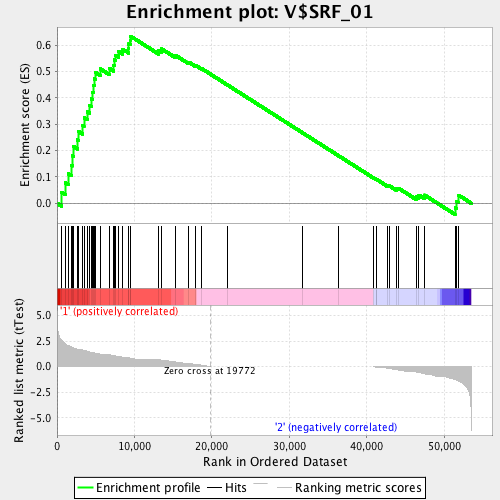 Enrichment plot: V$SRF_01
Enrichment score (ES)
0.6
0.5
0.4
0.3
0.2
0.1
0.0
'1' (positively correlated)
Ranked list metric (tTest)
5.0
2.5
0.0
-2.5
-5.0
Zero cross at 19772
'2' (negatively correlated)
0
10,000
20,000
30,000
40,000
50,000
Rank in Ordered Dataset
Enrichment profile
Hits
Ranking metric scores